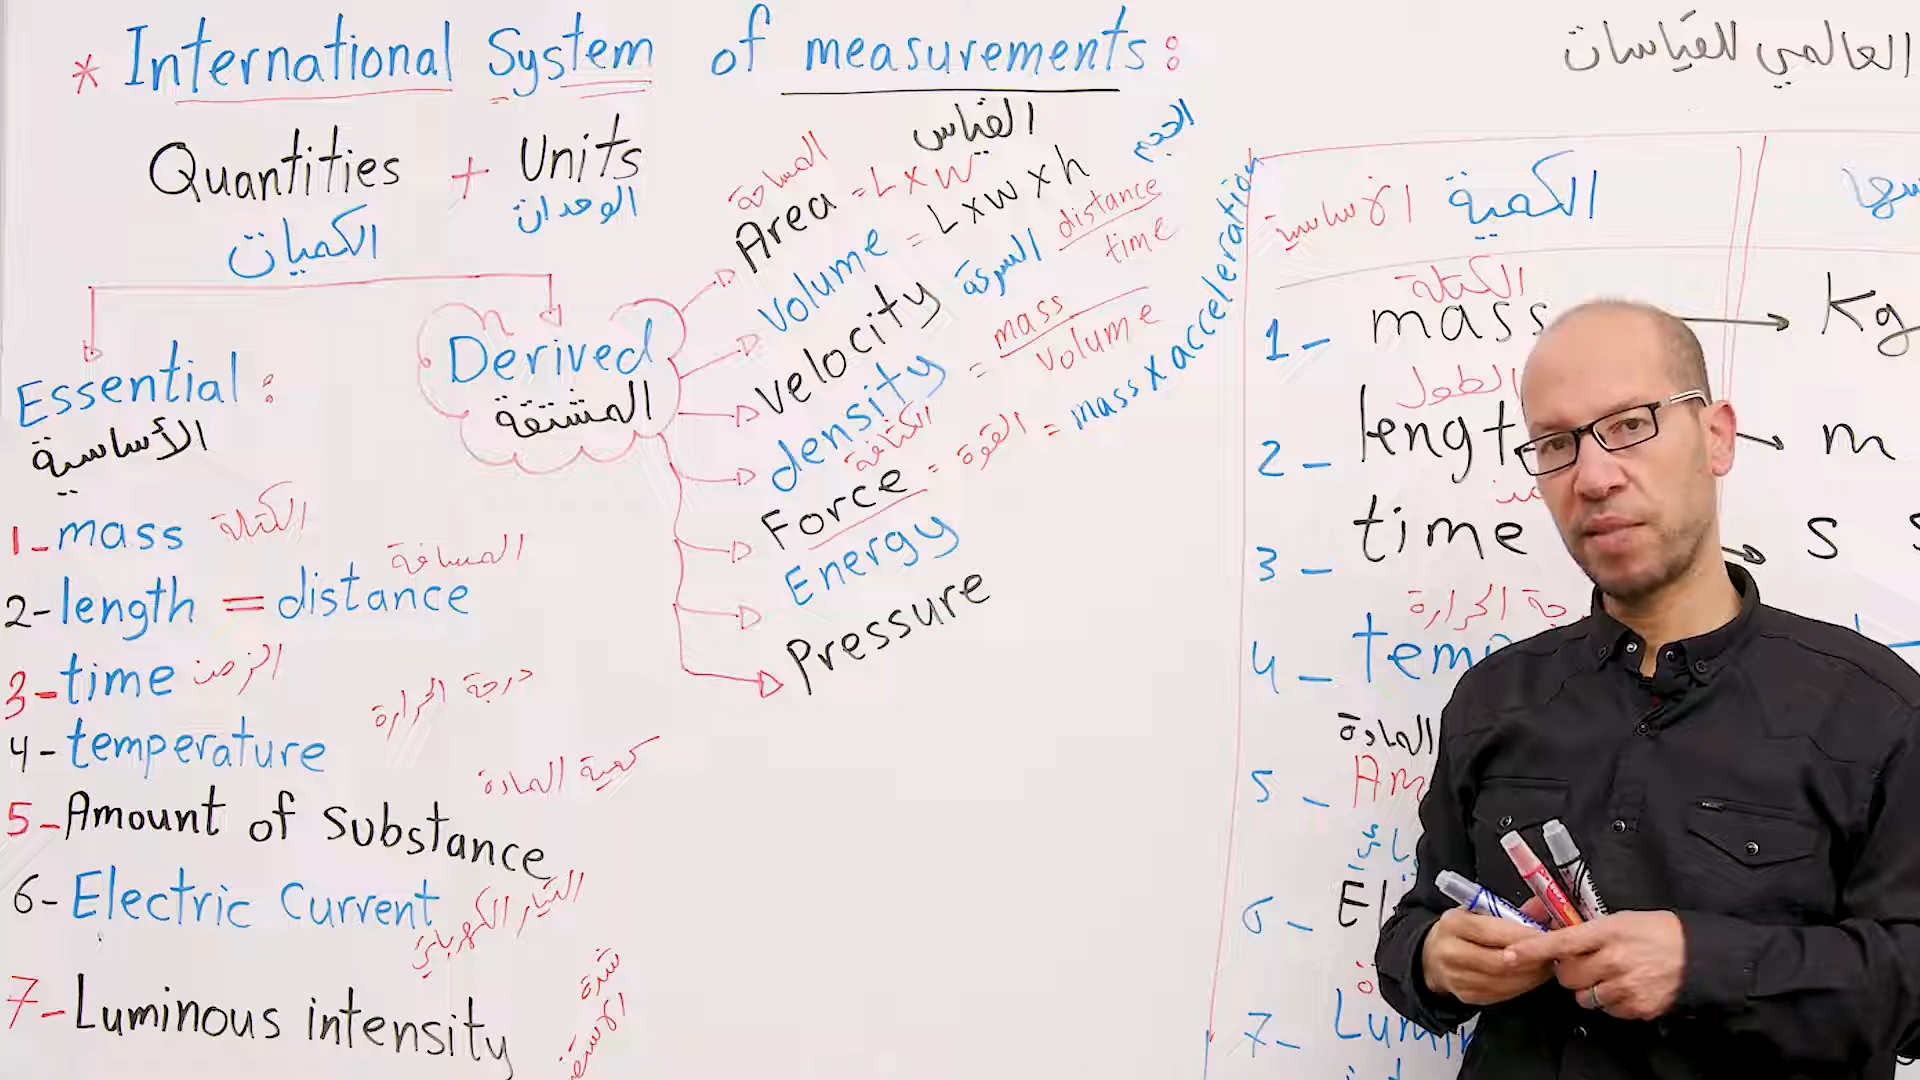 * International System of measurements:
القياس
Quantities + Units
الكميات
الوحدات
Essential:
الأساسية
1- mass الكتلة
المسافة
2- length = distance
3- time الزمن
4- temperature درجة الحرارة
5- Amount of substance كمية المادة
6- Electric Current التيار الكهربائي
7- Luminous intensity شدة
Derived
المشتقة
المساحة
Area = L x w
الحجم
volume = L x w x h
velocity السرعة distance / time
density = mass / volume
الكثافة
Force = القوة = mass x acceleration
Energy
Pressure
العالمي للقياسات
الكمية الأساسية
الكتلة
1- mass → Kg
الطول
2- lengt → m
3- time → s
درجة الحرارة
4- temp
المادة
5- Am
6- El
7- Lumin